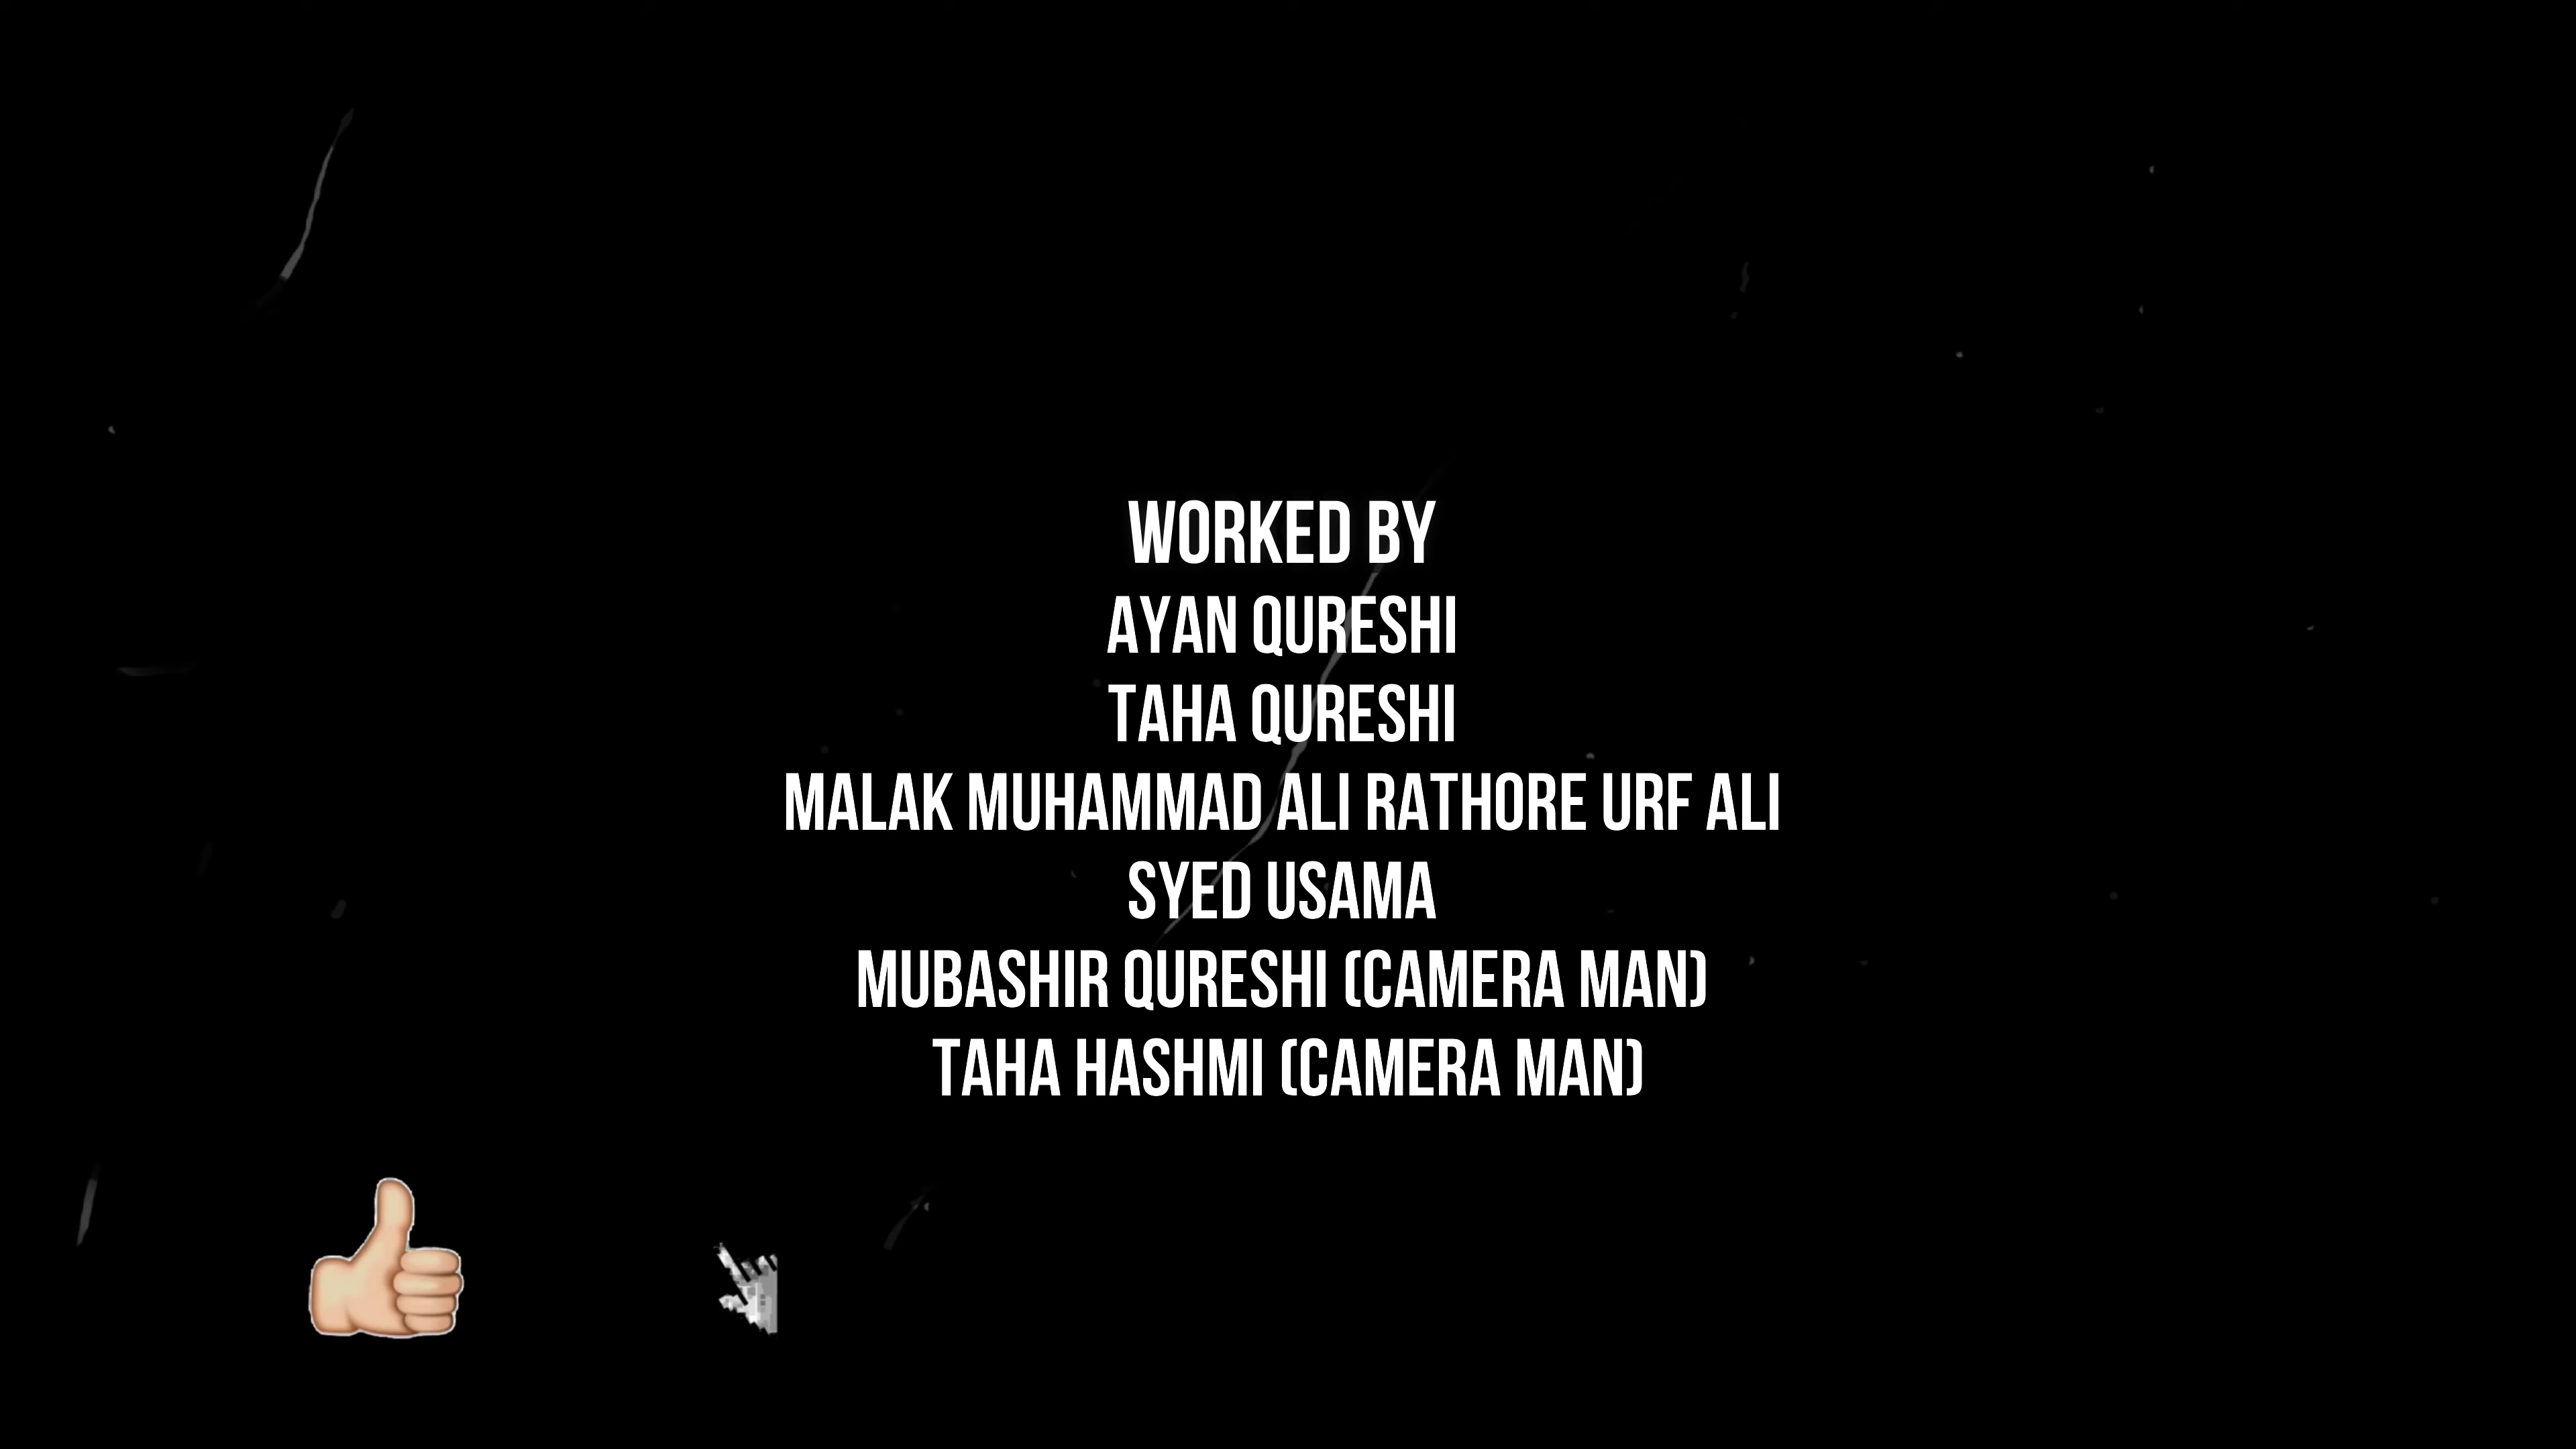 WORKED BY
AYAN QURESHI
TAHA QURESHI
MALAK MUHAMMAD ALI RATHORE URF ALI
SYED USAMA
MUBASHIR QURESHI (CAMERA MAN)
TAHA HASHMI (CAMERA MAN)